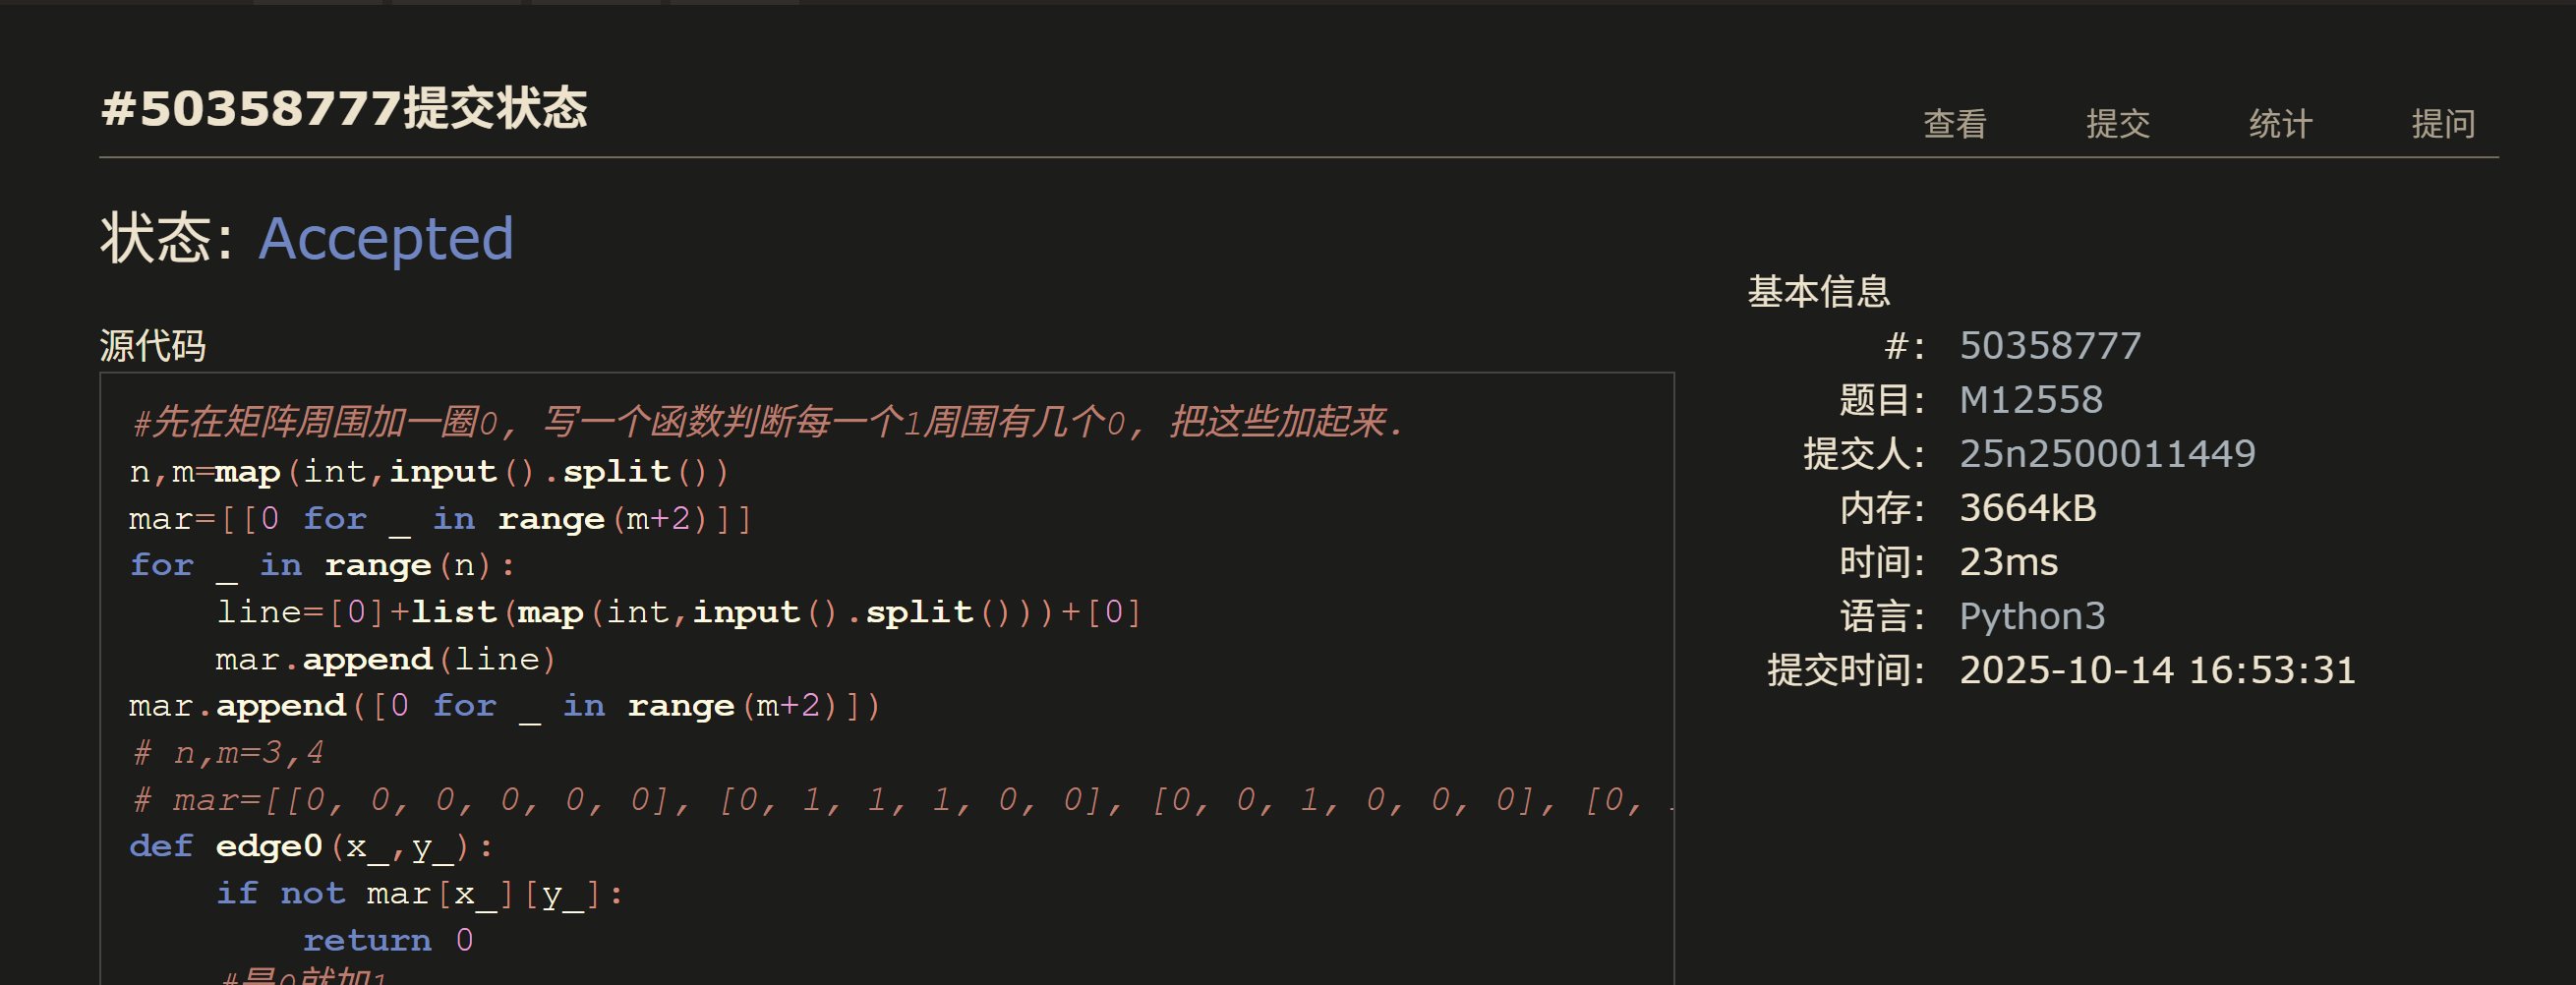 #50358777提交状态
查看 提交 统计 提问
状态: Accepted
源代码
#先在矩阵周围加一圈0, 写一个函数判断每一个1周围有几个0, 把这些加起来.
n,m=map(int,input().split())
mar=[[0 for _ in range(m+2)]]
for _ in range(n):
    line=[0]+list(map(int,input().split()))+[0]
    mar.append(line)
mar.append([0 for _ in range(m+2)])
# n,m=3,4
# mar=[[0, 0, 0, 0, 0, 0], [0, 1, 1, 1, 0, 0], [0, 0, 1, 0, 0, 0], [0,
def edge0(x_,y_):
    if not mar[x_][y_]:
        return 0
    #是0就加1
基本信息
#: 50358777
题目: M12558
提交人: 25n2500011449
内存: 3664kB
时间: 23ms
语言: Python3
提交时间: 2025-10-14 16:53:31